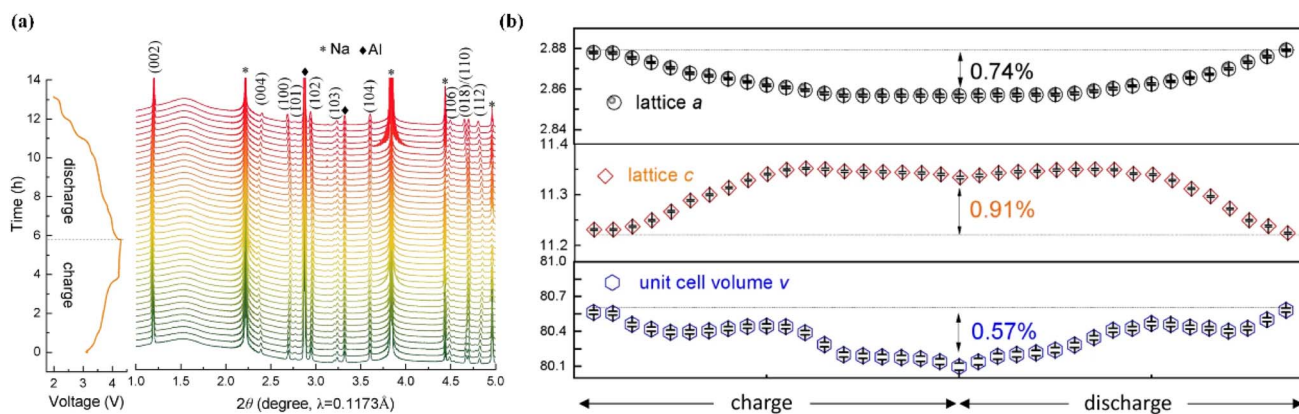 (a)
* Na ♦ Al
(002)
(004)
(100)
(101)
(102)
(103)
(104)
(106)
(018)/(110)
(112)
14
12
10
8
6
4
2
0
Time (h)
discharge
charge
2 3 4
Voltage (V)
1.0 1.5 2.0 2.5 3.0 3.5 4.0 4.5 5.0
2θ (degree, λ=0.1173Å)
(b)
2.88
2.86
2.84
lattice a
0.74%
11.4
11.3
11.2
lattice c
0.91%
81.0
80.7
80.4
80.1
unit cell volume v
0.57%
charge
discharge